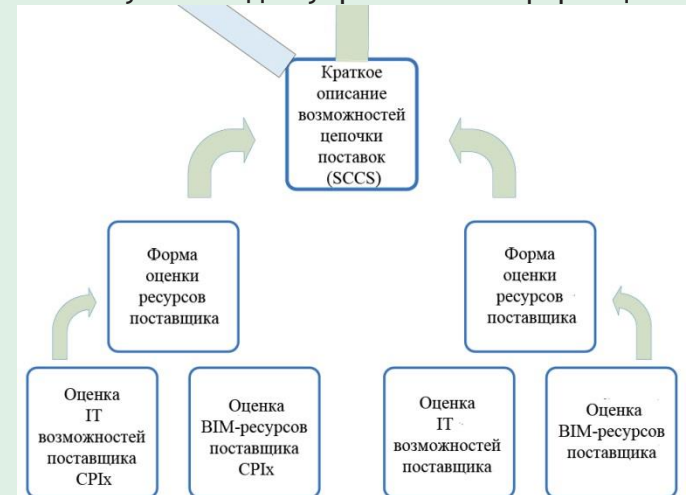 Краткое
описание
возможностей
цепочки
поставок
(SCCS)
Форма
оценки
ресурсов
поставщика
Форма
оценки
ресурсов
поставщика
Оценка
IT
возможностей
поставщика
CPIx
Оценка
BIM-ресурсов
поставщика
CPIx
Оценка
IT
возможностей
поставщика
Оценка
BIM-ресурсов
поставщика